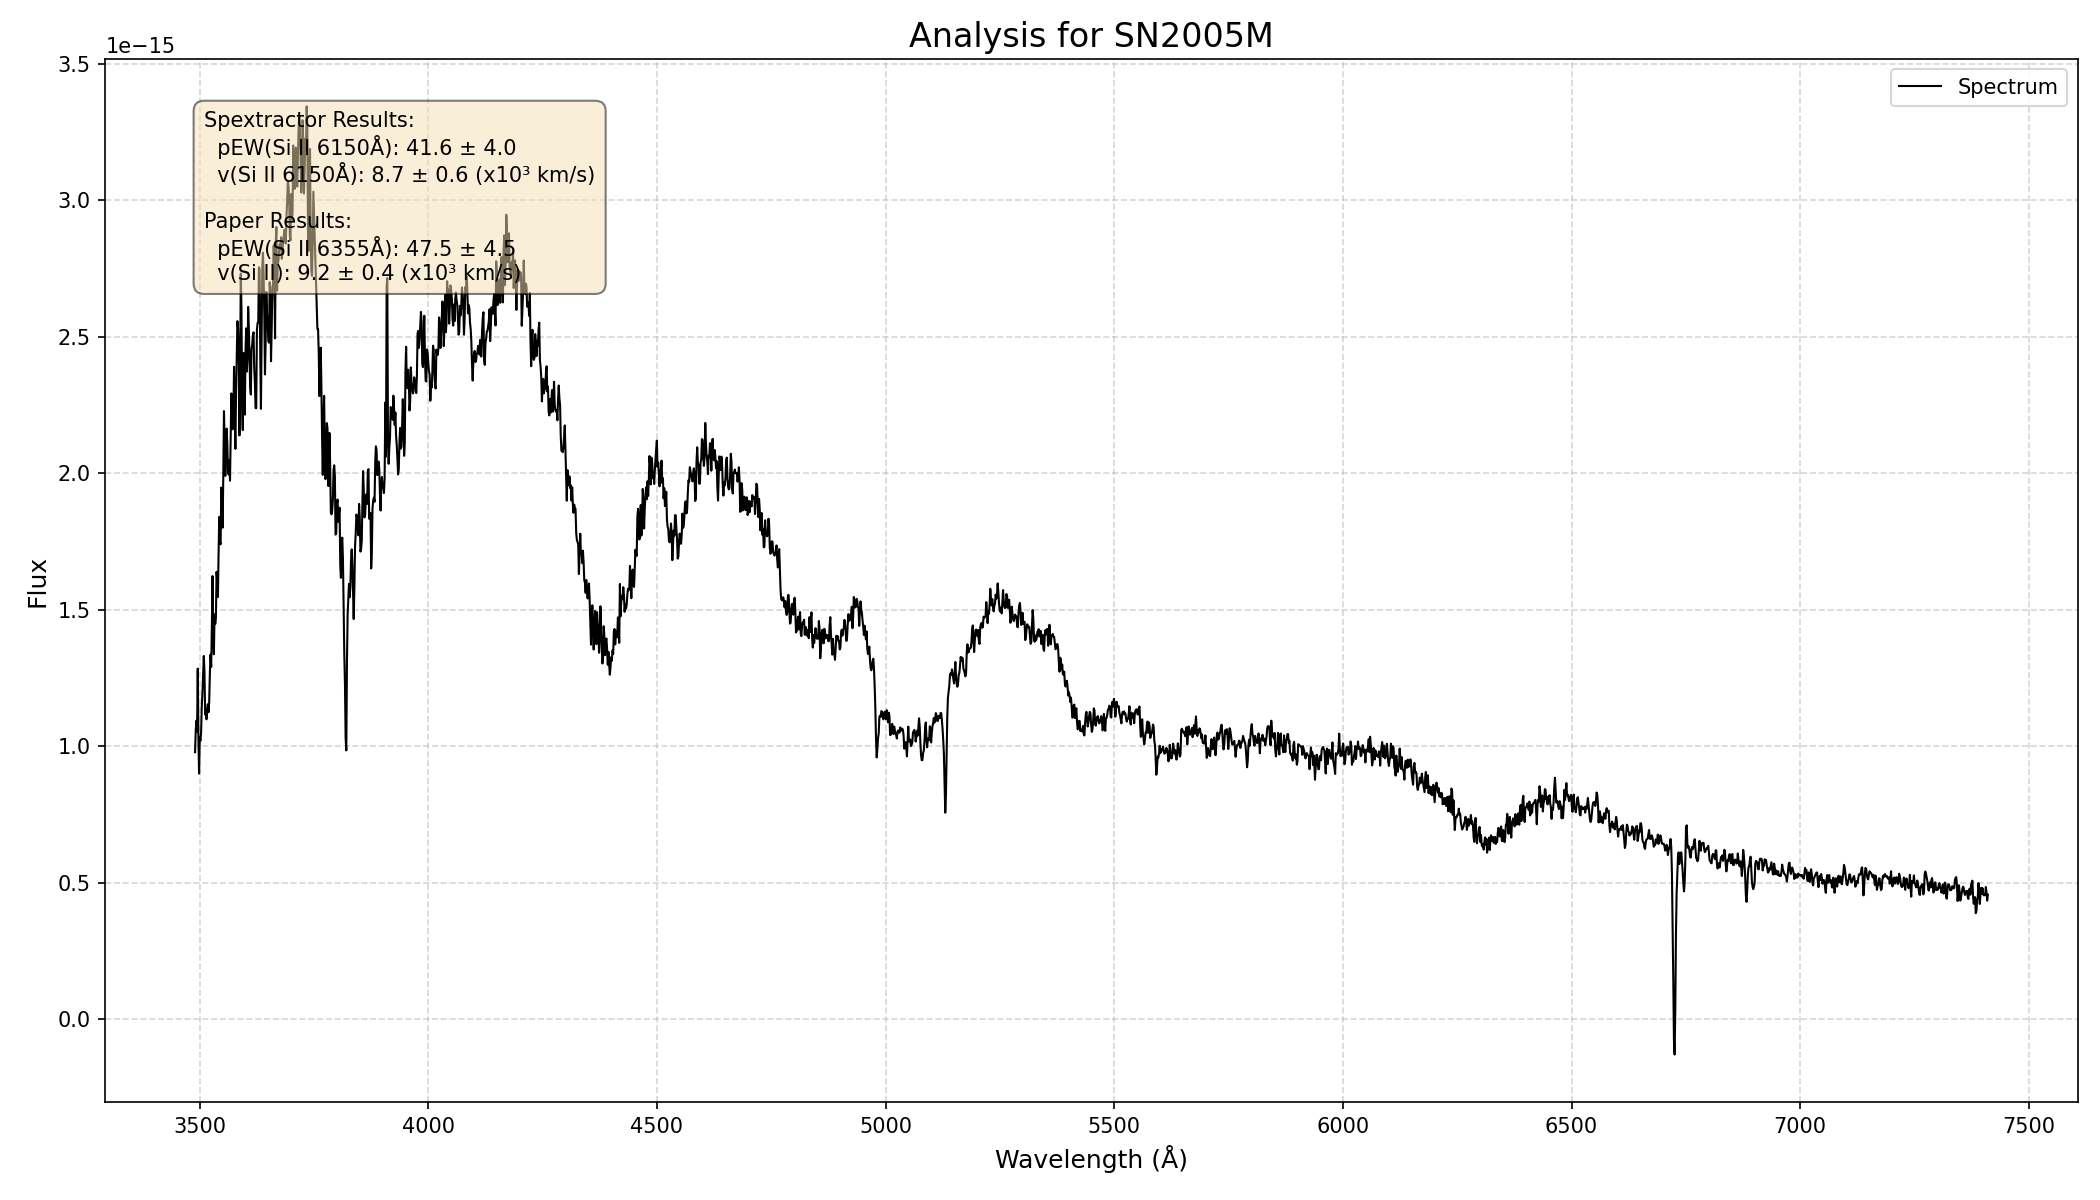 Analysis for SN2005M
1e−15
Spectrum
Spextractor Results:
pEW(Si II 6150Å): 41.6 ± 4.0
v(Si II 6150Å): 8.7 ± 0.6 (x10³ km/s)
Paper Results:
pEW(Si II 6355Å): 47.5 ± 4.5
v(Si II): 9.2 ± 0.4 (x10³ km/s)
Flux
3.5
3.0
2.5
2.0
1.5
1.0
0.5
0.0
3500 4000 4500 5000 5500 6000 6500 7000 7500
Wavelength (Å)